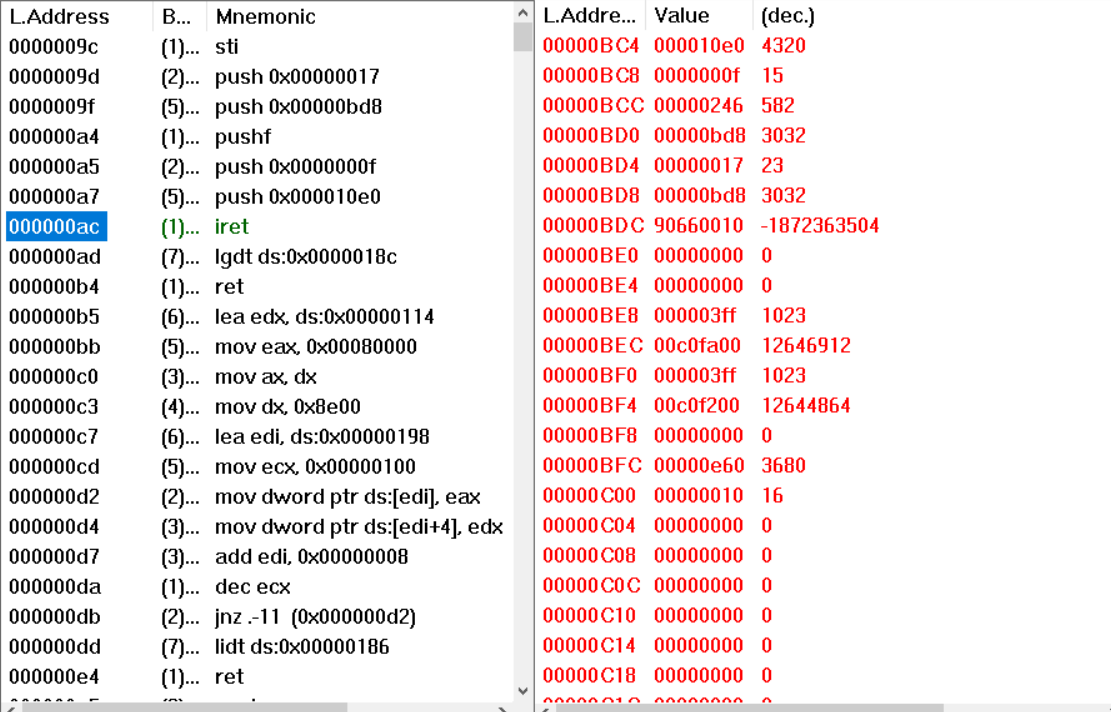 L.Address B... Mnemonic
0000009c (1)... sti
0000009d (2)... push 0x00000017
0000009f (5)... push 0x00000bd8
000000a4 (1)... pushf
000000a5 (2)... push 0x0000000f
000000a7 (5)... push 0x000010e0
000000ac (1)... iret
000000ad (7)... lgdt ds:0x0000018c
000000b4 (1)... ret
000000b5 (6)... lea edx, ds:0x00000114
000000bb (5)... mov eax, 0x00080000
000000c0 (3)... mov ax, dx
000000c3 (4)... mov dx, 0x8e00
000000c7 (6)... lea edi, ds:0x00000198
000000cd (5)... mov ecx, 0x00000100
000000d2 (2)... mov dword ptr ds:[edi], eax
000000d4 (3)... mov dword ptr ds:[edi+4], edx
000000d7 (3)... add edi, 0x00000008
000000da (1)... dec ecx
000000db (2)... jnz .-11 (0x000000d2)
000000dd (7)... lidt ds:0x00000186
000000e4 (1)... ret
L.Addre... Value (dec.)
00000BC4 000010e0 4320
00000BC8 0000000f 15
00000BCC 00000246 582
00000BD0 00000bd8 3032
00000BD4 00000017 23
00000BD8 00000bd8 3032
00000BDC 90660010 -1872363504
00000BE0 00000000 0
00000BE4 00000000 0
00000BE8 000003ff 1023
00000BEC 00c0fa00 12646912
00000BF0 000003ff 1023
00000BF4 00c0f200 12644864
00000BF8 00000000 0
00000BFC 00000e60 3680
00000C00 00000010 16
00000C04 00000000 0
00000C08 00000000 0
00000C0C 00000000 0
00000C10 00000000 0
00000C14 00000000 0
00000C18 00000000 0